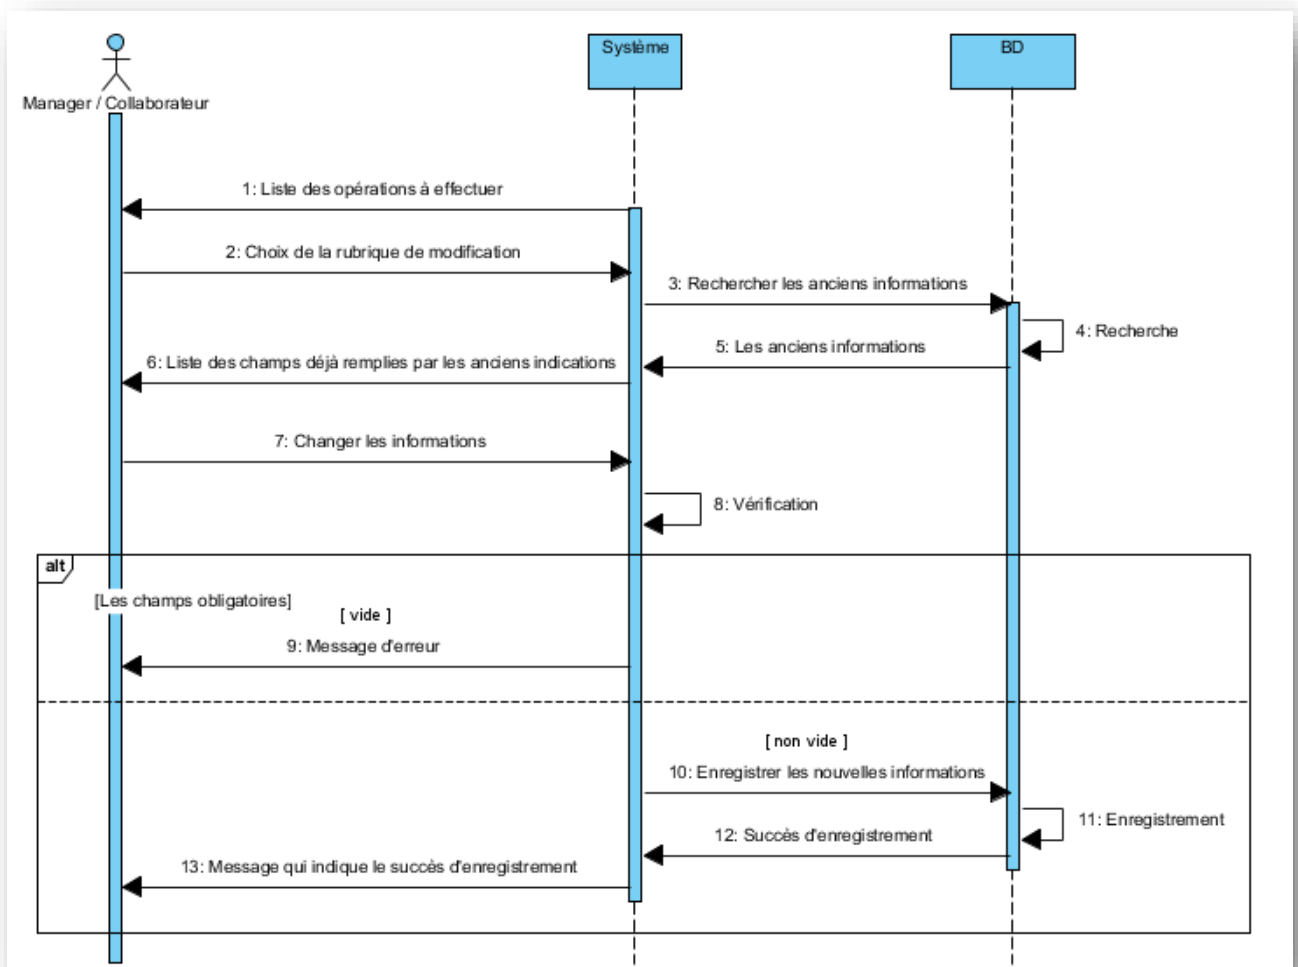 Système
BD
Manager / Collaborateur
1: Liste des opérations à effectuer
2: Choix de la rubrique de modification
3: Rechercher les anciens informations
4: Recherche
5: Les anciens informations
6: Liste des champs déjà remplies par les anciens indications
7: Changer les informations
8: Vérification
alt
[Les champs obligatoires]
[ vide ]
9: Message d'erreur
[ non vide ]
10: Enregistrer les nouvelles informations
11: Enregistrement
12: Succès d'enregistrement
13: Message qui indique le succès d'enregistrement